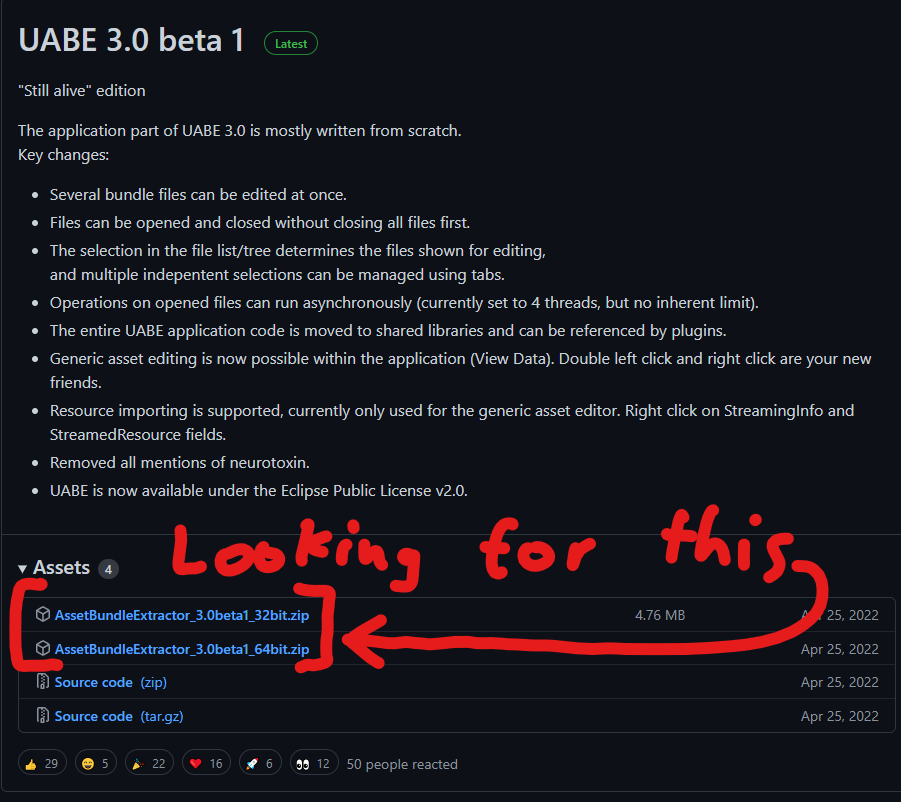 UABE 3.0 beta 1 Latest
"Still alive" edition
The application part of UABE 3.0 is mostly written from scratch.
Key changes:
Several bundle files can be edited at once.
Files can be opened and closed without closing all files first.
The selection in the file list/tree determines the files shown for editing,
and multiple indepentent selections can be managed using tabs.
Operations on opened files can run asynchronously (currently set to 4 threads, but no inherent limit).
The entire UABE application code is moved to shared libraries and can be referenced by plugins.
Generic asset editing is now possible within the application (View Data). Double left click and right click are your new
friends.
Resource importing is supported, currently only used for the generic asset editor. Right click on StreamingInfo and
StreamedResource fields.
Removed all mentions of neurotoxin.
UABE is now available under the Eclipse Public License v2.0.
Looking for this
Assets 4
AssetBundleExtractor_3.0beta1_32bit.zip 4.76 MB 25, 2022
AssetBundleExtractor_3.0beta1_64bit.zip Apr 25, 2022
Source code (zip) Apr 25, 2022
Source code (tar.gz) Apr 25, 2022
29 5 22 16 6 12 50 people reacted